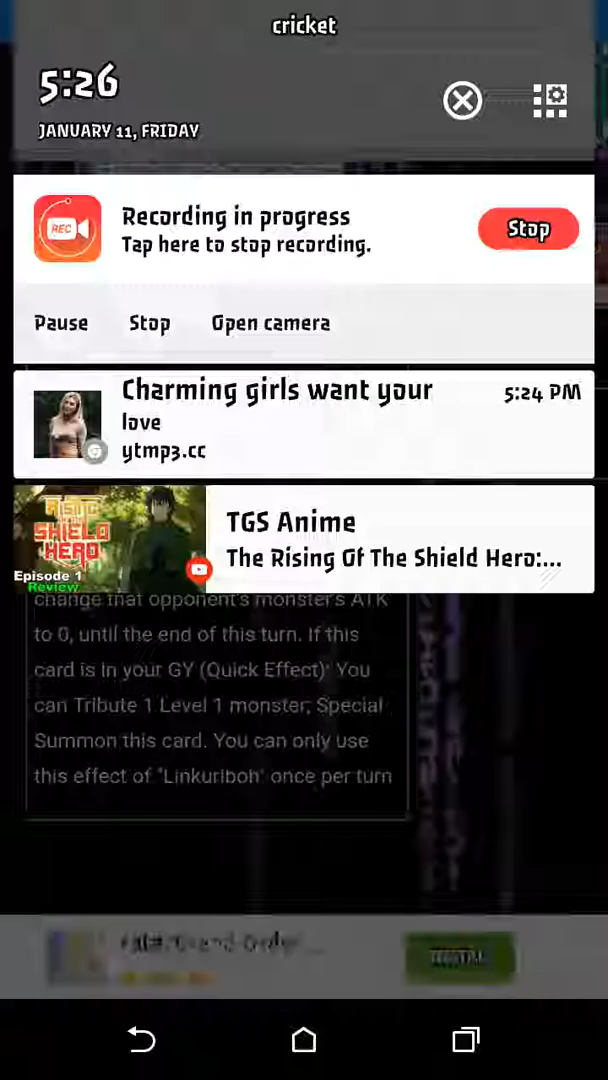 cricket
5:26
JANUARY 11, FRIDAY
REC
Recording in progress
Tap here to stop recording.
Stop
Pause Stop Open camera
Charming girls want your 5:24 PM
love
ytmp3.cc
RISING
OF THE
SHIELD
HERO
Episode 1
Review
TGS Anime
The Rising Of The Shield Hero:...
change that opponent's monster's ATK
to 0, until the end of this turn. If this
card is in your GY (Quick Effect): You
can Tribute 1 Level 1 monster; Special
Summon this card. You can only use
this effect of "Linkuriboh" once per turn